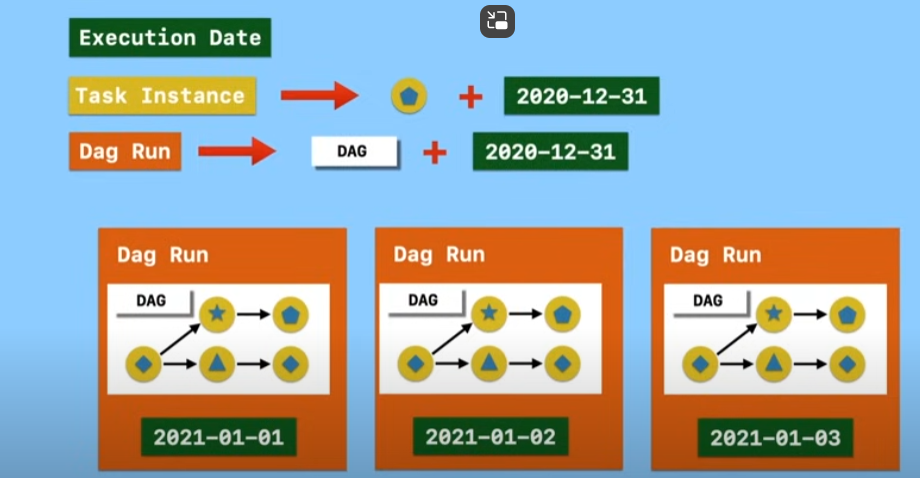 Execution Date
Task Instance
2020-12-31
Dag Run
DAG
2020-12-31
Dag Run
DAG
2021-01-01
Dag Run
DAG
2021-01-02
Dag Run
DAG
2021-01-03